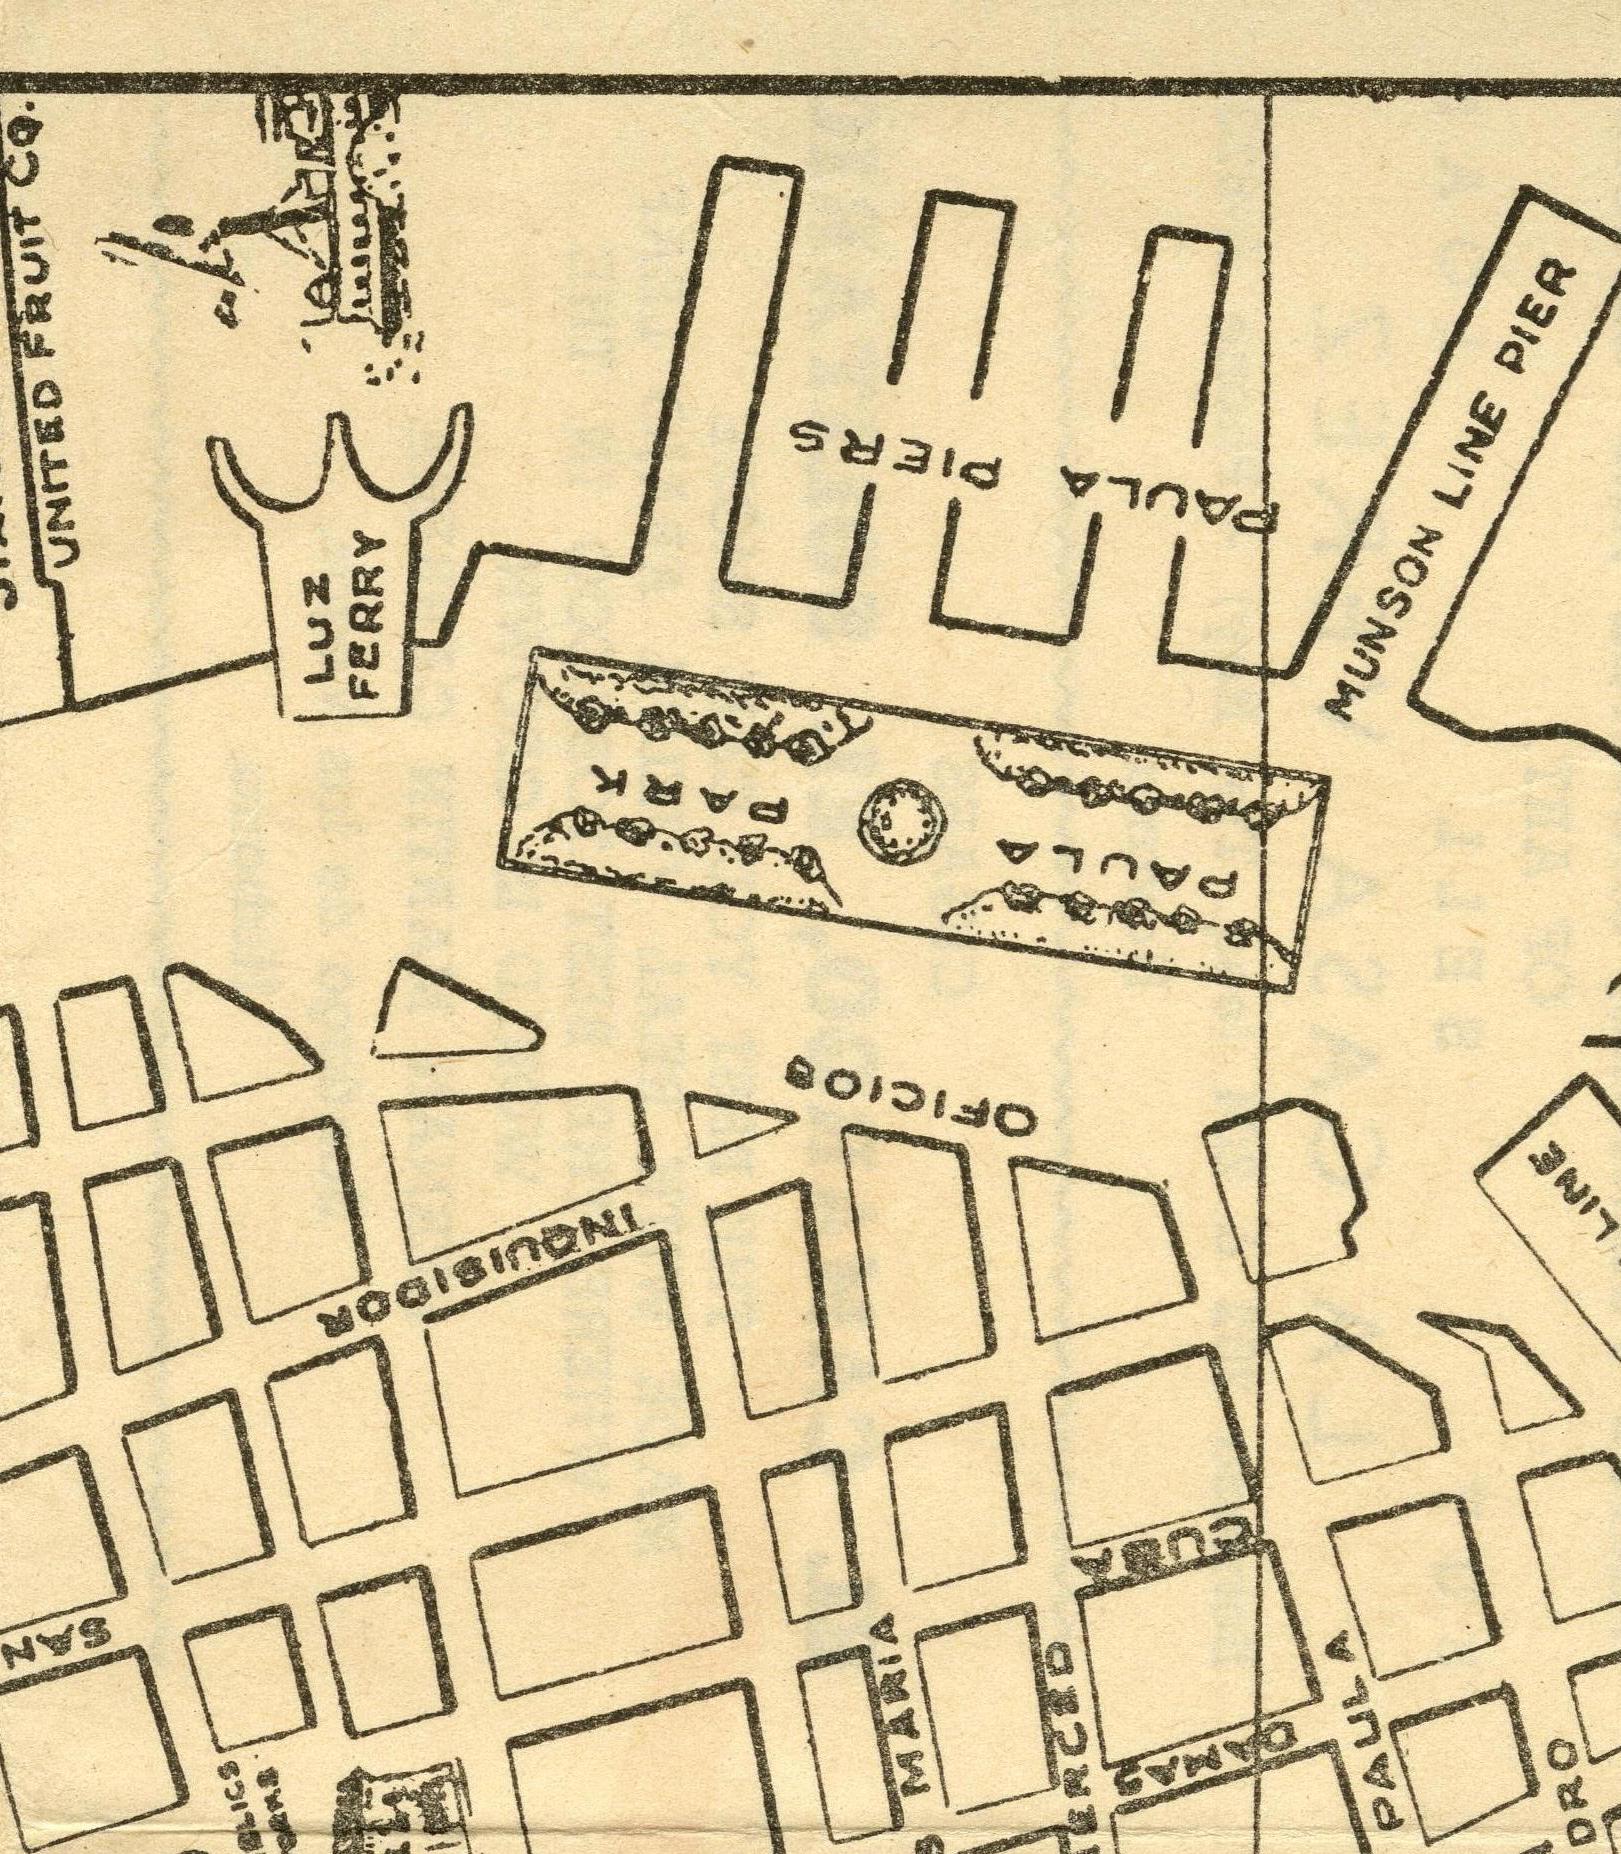 UNITED FRUIT CO.
LUZ
FERRY
PAULA PIERS
MUNSON LINE PIER
PAULA PARK
OFICIOS
INQUISIDOR
LINE
CUBA
SAN
MARIA
PAULA
DAMAS